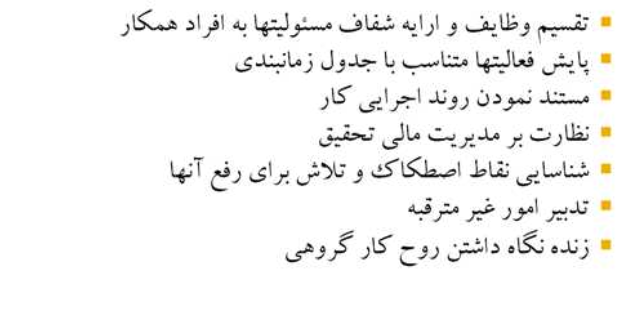 ▪ تقسیم وظایف و ارایه شفاف مسئولیتها به افراد همکار
▪ پایش فعالیتها متناسب با جدول زمانبندی
▪ مستند نمودن روند اجرایی کار
▪ نظارت بر مدیریت مالی تحقیق
▪ شناسایی نقاط اصطکاک و تلاش برای رفع آنها
▪ تدبیر امور غیر مترقبه
▪ زنده نگاه داشتن روح کار گروهی